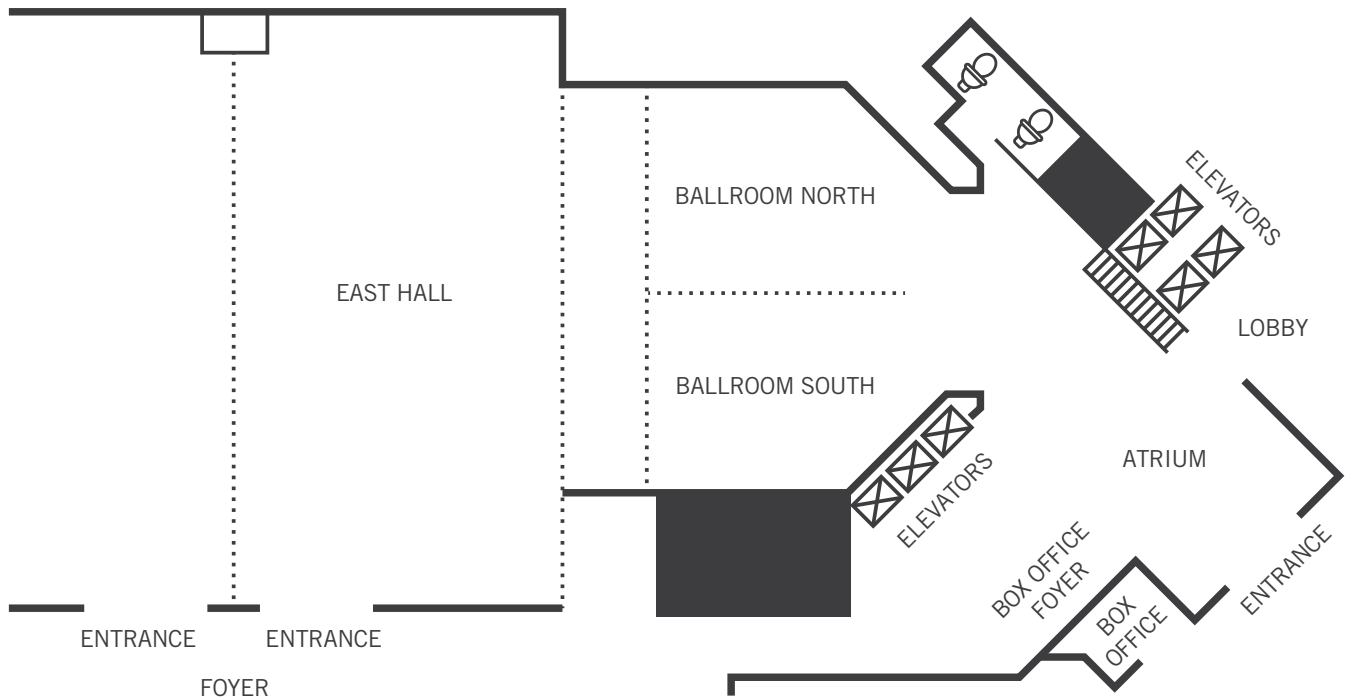 ELEVATORS
BALLROOM NORTH
EAST HALL
LOBBY
BALLROOM SOUTH
ATRIUM
ELEVATORS
BOX OFFICE
FOYER
ENTRANCE
BOX
OFFICE
ENTRANCE
ENTRANCE
FOYER